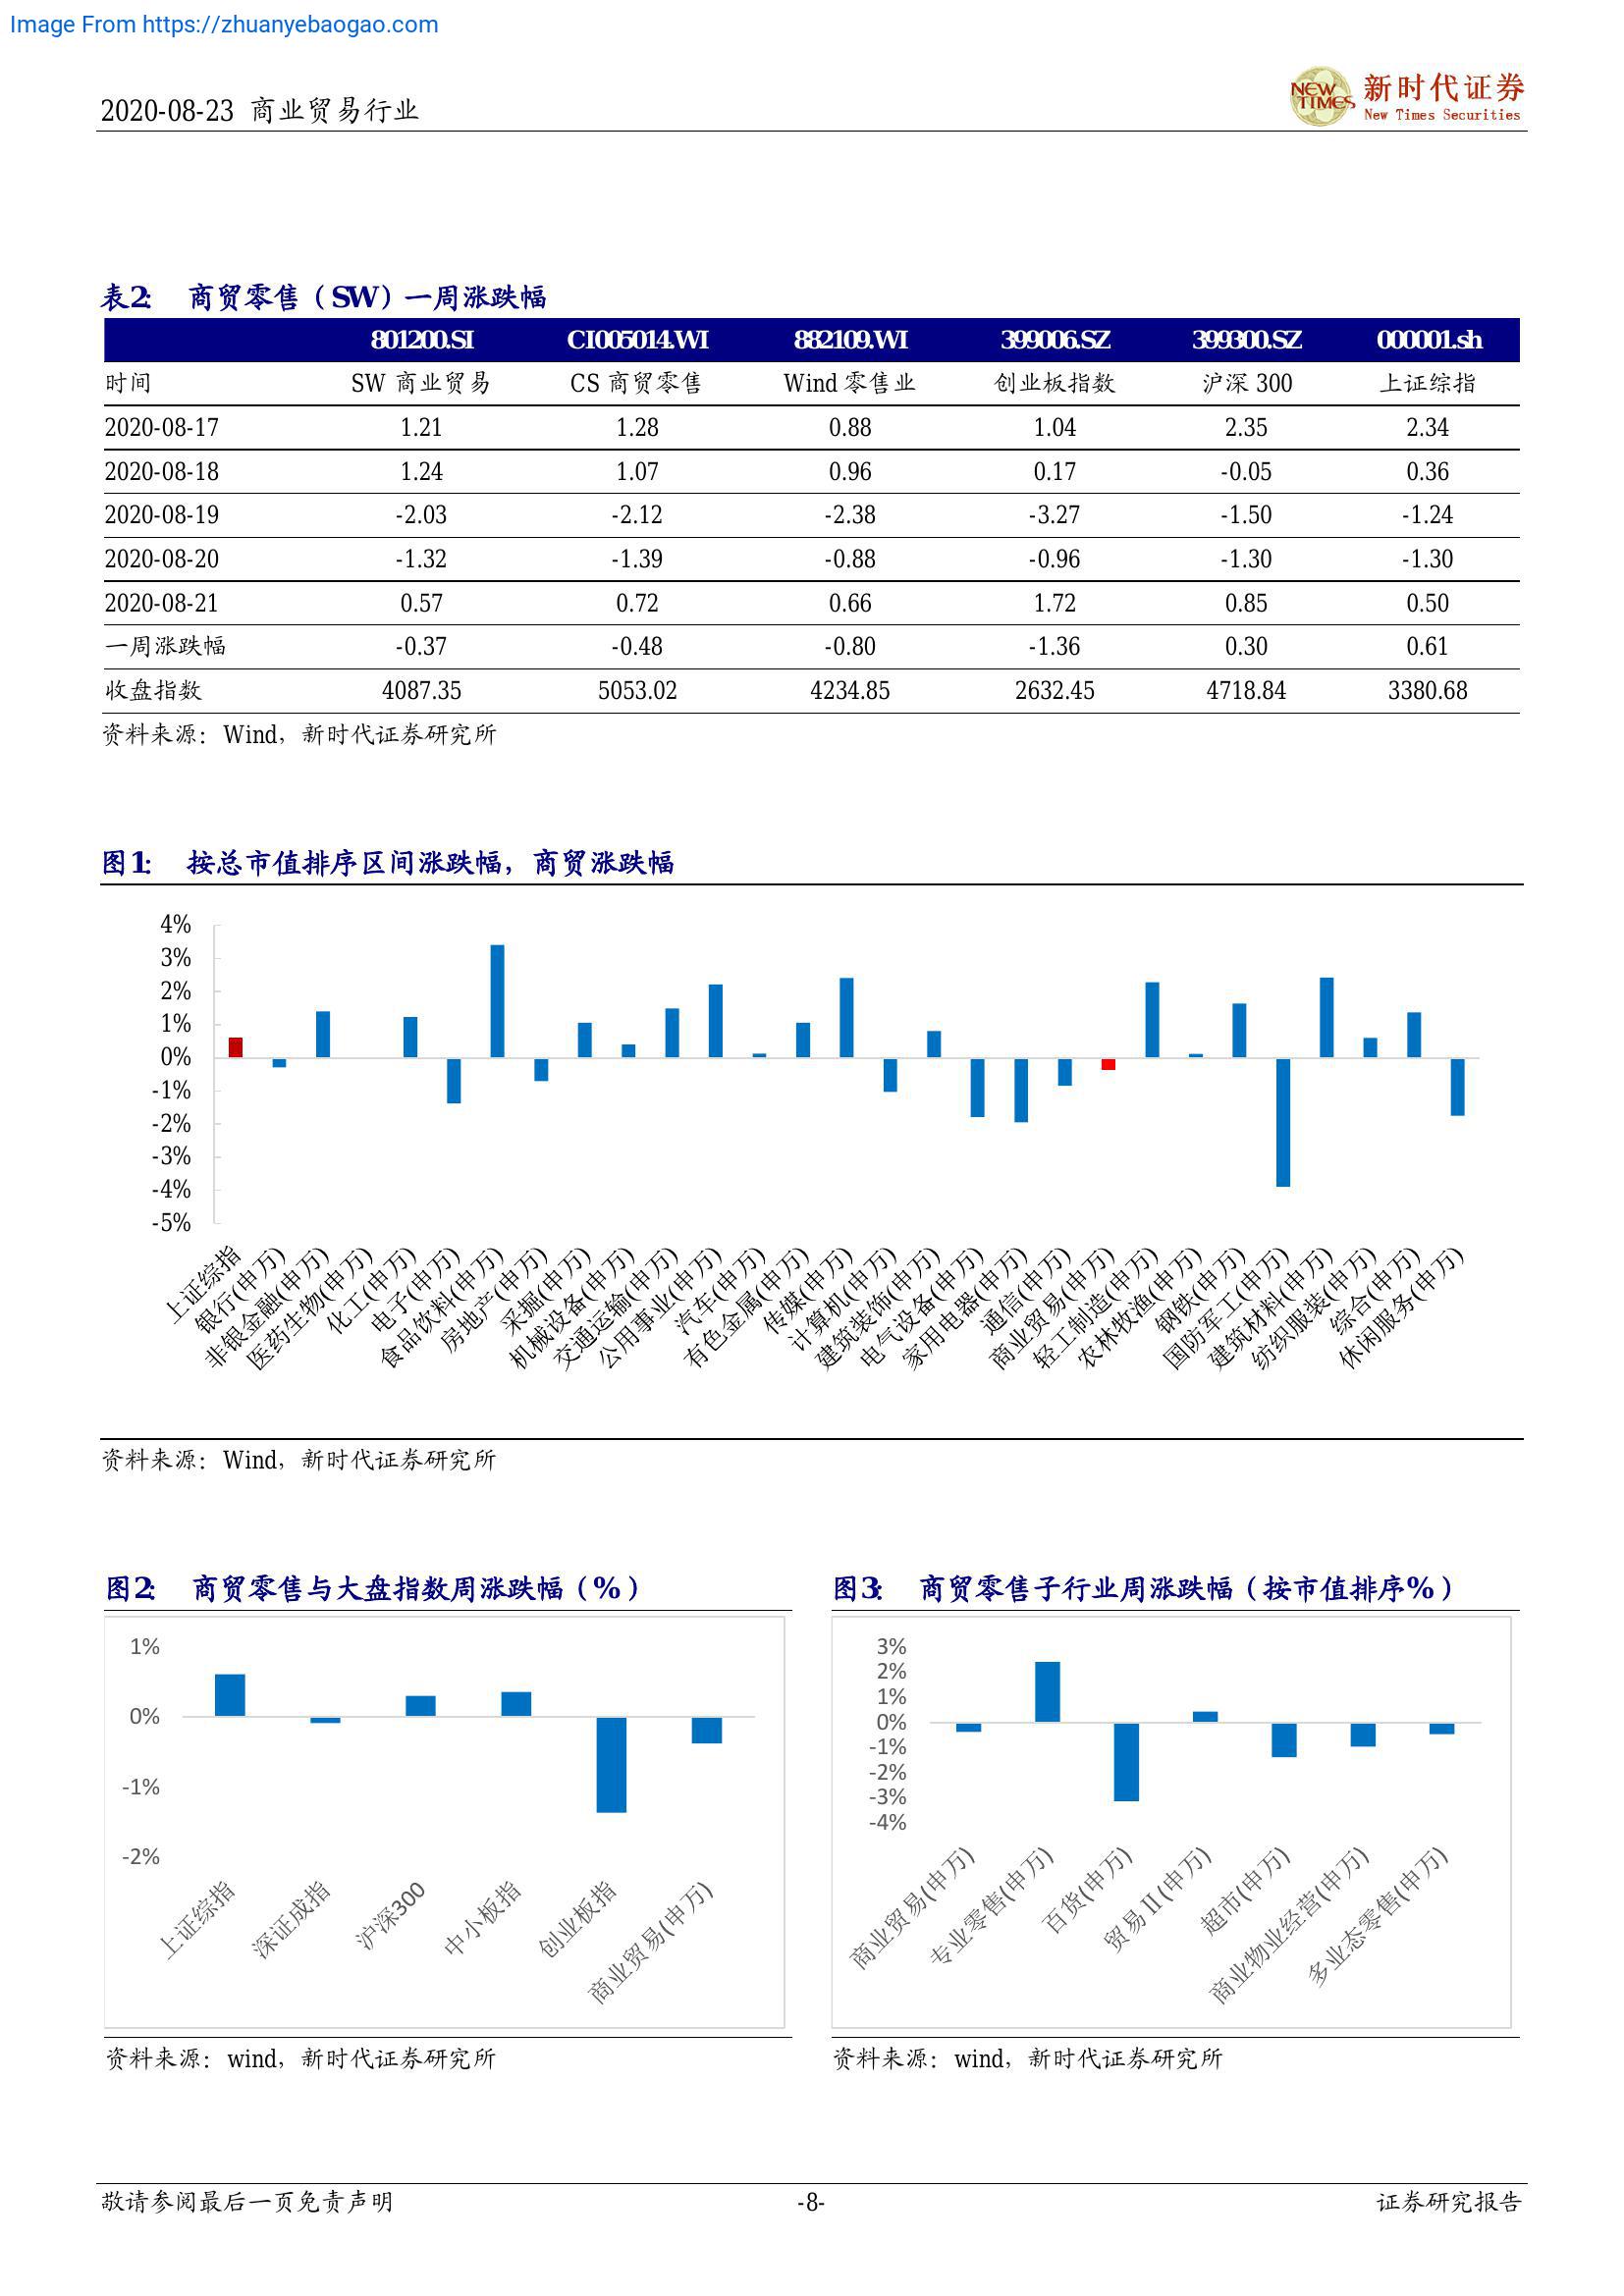 Image From https://zhuanyebaogao.com
2020-08-23 商业贸易行业
NEW TIMES
新时代证券
New Times Securities
表2: 商贸零售（SW）一周涨跌幅
801200.SI CI005014.WI 882109.WI 399006.SZ 399300.SZ 000001.sh
时间 SW 商业贸易 CS 商贸零售 Wind 零售业 创业板指数 沪深 300 上证综指
2020-08-17 1.21 1.28 0.88 1.04 2.35 2.34
2020-08-18 1.24 1.07 0.96 0.17 -0.05 0.36
2020-08-19 -2.03 -2.12 -2.38 -3.27 -1.50 -1.24
2020-08-20 -1.32 -1.39 -0.88 -0.96 -1.30 -1.30
2020-08-21 0.57 0.72 0.66 1.72 0.85 0.50
一周涨跌幅 -0.37 -0.48 -0.80 -1.36 0.30 0.61
收盘指数 4087.35 5053.02 4234.85 2632.45 4718.84 3380.68
资料来源：Wind，新时代证券研究所
图1: 按总市值排序区间涨跌幅，商贸涨跌幅
4%
3%
2%
1%
0%
-1%
-2%
-3%
-4%
-5%
上证综指
银行(申万)
非银金融(申万)
医药生物(申万)
化工(申万)
电子(申万)
食品饮料(申万)
房地产(申万)
采掘(申万)
机械设备(申万)
交通运输(申万)
公用事业(申万)
汽车(申万)
有色金属(申万)
传媒(申万)
计算机(申万)
建筑装饰(申万)
电气设备(申万)
家用电器(申万)
通信(申万)
商业贸易(申万)
轻工制造(申万)
农林牧渔(申万)
钢铁(申万)
国防军工(申万)
建筑材料(申万)
纺织服装(申万)
综合(申万)
休闲服务(申万)
资料来源：Wind，新时代证券研究所
图2: 商贸零售与大盘指数周涨跌幅（%）
1%
0%
-1%
-2%
上证综指
深证成指
沪深300
中小板指
创业板指
商业贸易(申万)
资料来源：wind，新时代证券研究所
图3: 商贸零售子行业周涨跌幅（按市值排序%）
3%
2%
1%
0%
-1%
-2%
-3%
-4%
商业贸易(申万)
专业零售(申万)
百货(申万)
贸易Ⅱ(申万)
超市(申万)
商业物业经营(申万)
多业态零售(申万)
资料来源：wind，新时代证券研究所
敬请参阅最后一页免责声明 -8- 证券研究报告